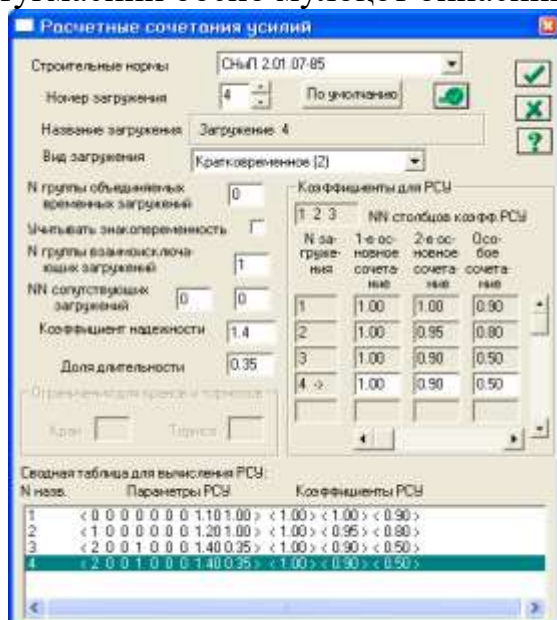 Расчетные сочетания усилий
Строительные нормы СНиП 2.01.07-85
Номер загружения 4 По умолчанию
Название загружения Загружение 4
Вид загружения Кратковременное (2)
N группы объединяемых временных загружений 0
Учитывать знакопеременность
N группы взаимоисключающих загружений 1
NN сопутствующих загружений 0 0
Коэффициент надежности 1.4
Доля длительности 0.35
Ограничения для кранов и тормозов
Кран Тормоз
Коэффициенты для РСУ
1 2 3 NN столбцов коэфф.РСУ
N загружения 1-е основное сочетание 2-е основное сочетание Особое сочетание
1 1.00 1.00 0.90
2 1.00 0.95 0.80
3 1.00 0.90 0.50
4 -> 1.00 0.90 0.50
Сводная таблица для вычисления РСУ:
N назв. Параметры РСУ Коэффициенты РСУ
1 < 0 0 0 0 0 0 0 1.10 1.00 > < 1.00 > < 1.00 > < 0.90 >
2 < 1 0 0 0 0 0 0 1.20 1.00 > < 1.00 > < 0.95 > < 0.80 >
3 < 2 0 0 1 0 0 0 1.40 0.35 > < 1.00 > < 0.90 > < 0.50 >
4 < 2 0 0 1 0 0 0 1.40 0.35 > < 1.00 > < 0.90 > < 0.50 >